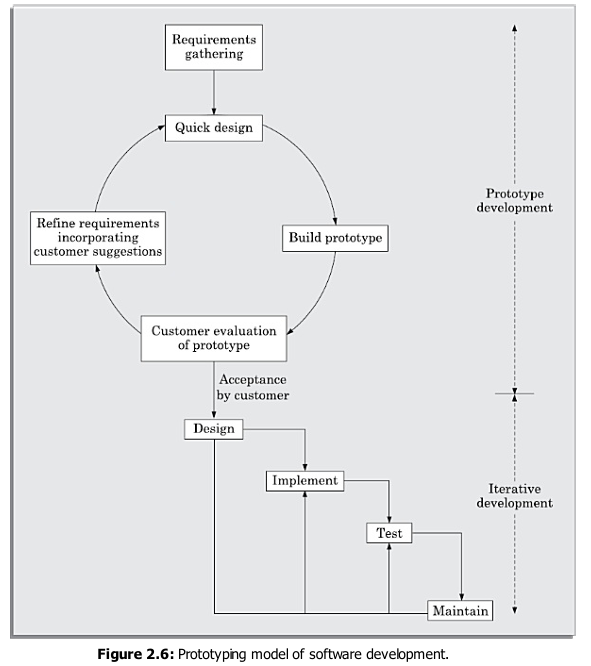 Requirements
gathering
Quick design
Prototype
development
Refine requirements
incorporating
customer suggestions
Build prototype
Customer evaluation
of prototype
Acceptance
by customer
Design
Implement
Iterative
development
Test
Maintain
Figure 2.6: Prototyping model of software development.